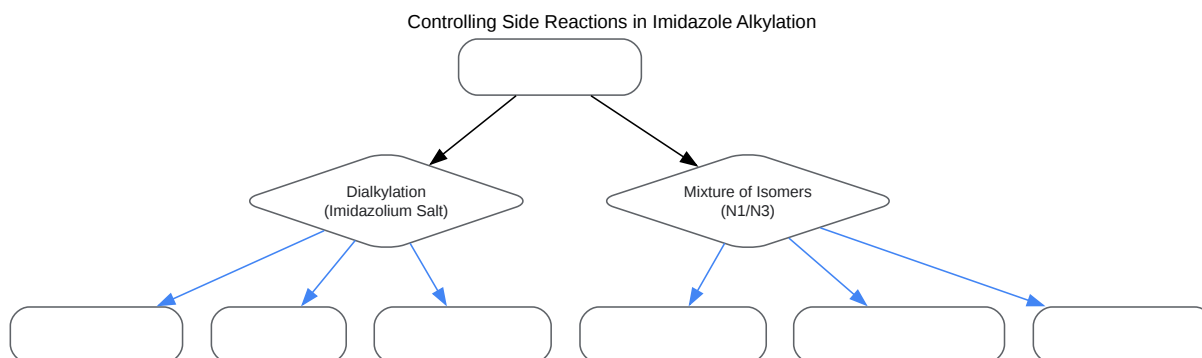 Controlling Side Reactions in Imidazole Alkylation
Dialkylation
(Imidazolium Salt)
Mixture of Isomers
(N1/N3)